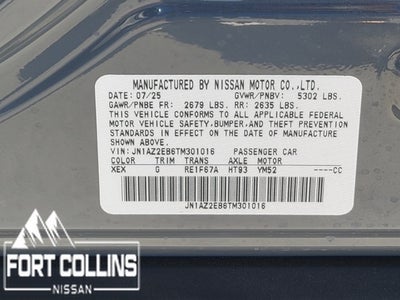 MANUFACTURED BY NISSAN MOTOR CO.,LTD.
DATE: 07/25 GVWR/PNBV: 5302 LBS.
GAWR/PNBE FR: 2679 LBS. RR: 2635 LBS.
THIS VEHICLE CONFORMS TO ALL APPLICABLE FEDERAL
MOTOR VEHICLE SAFETY,BUMPER,AND THEFT PREVENTION
STANDARDS IN EFFECT ON THE DATE OF MANUFACTURE
SHOWN ABOVE.
VIN: JN1AZ2EB6TM301016 PASSENGER CAR
COLOR TRIM TRANS AXLE MOTOR
XEX G RE1F67A HT93 YM52 ----CC
JN1AZ2EB6TM301016
FORT COLLINS
NISSAN